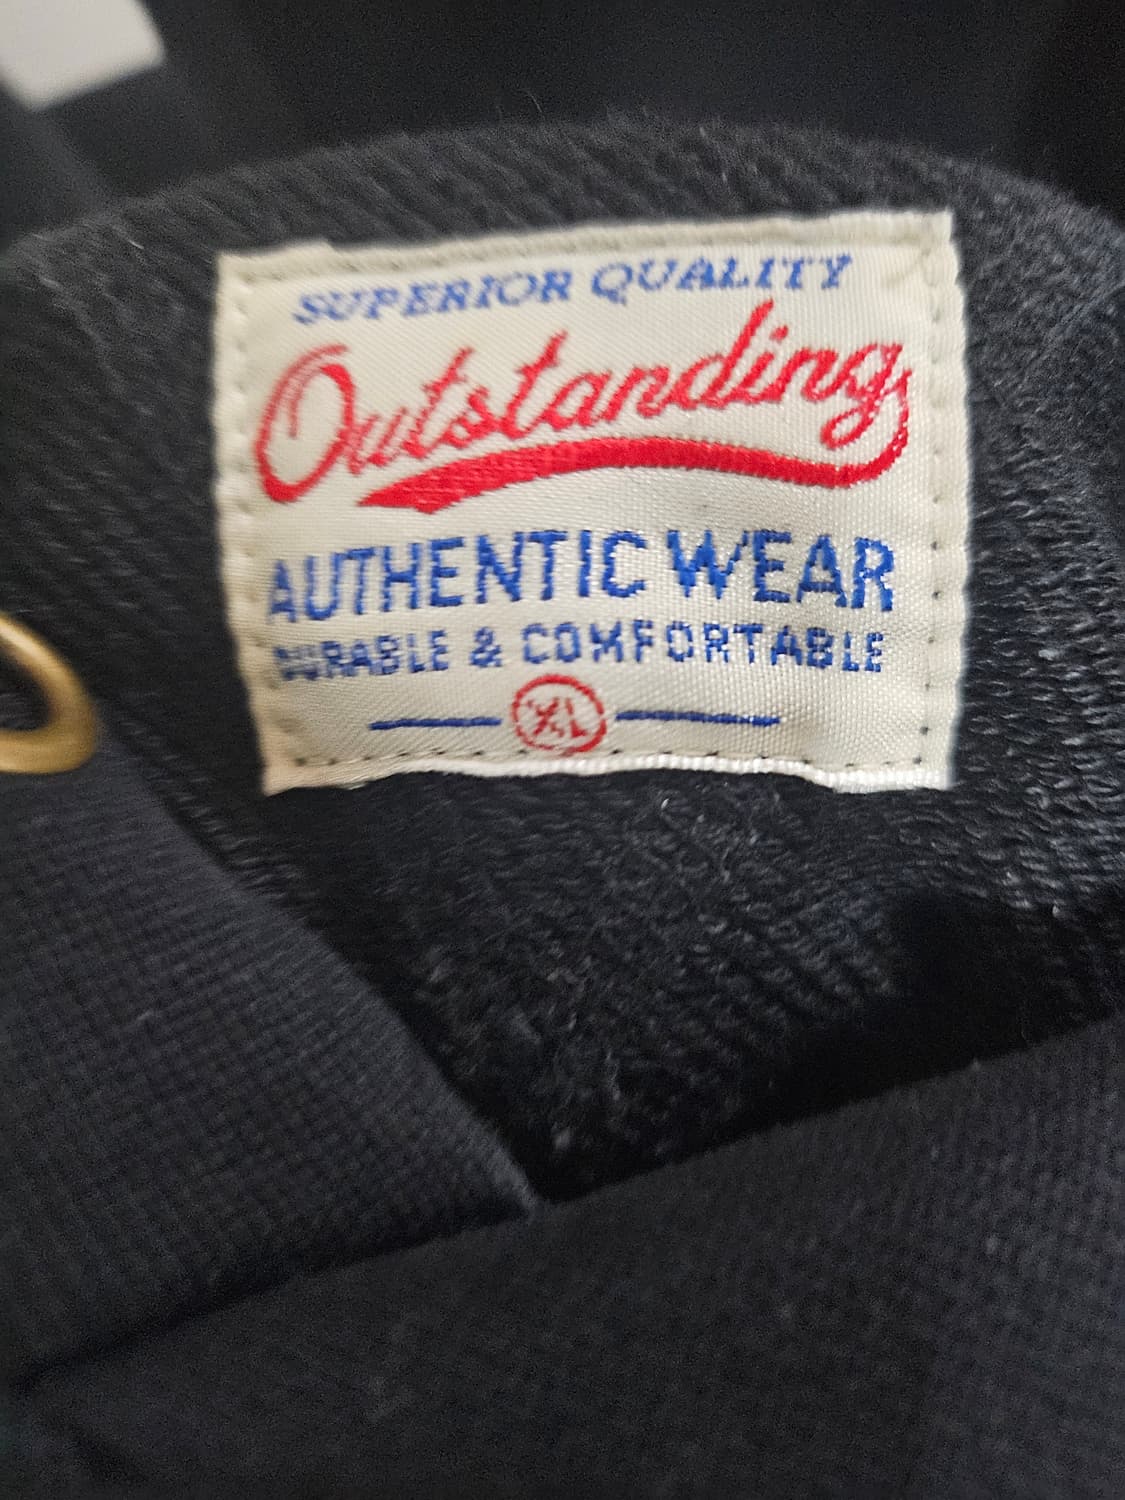 SUPERIOR QUALITY
Outstanding
AUTHENTIC WEAR
DURABLE & COMFORTABLE
XL